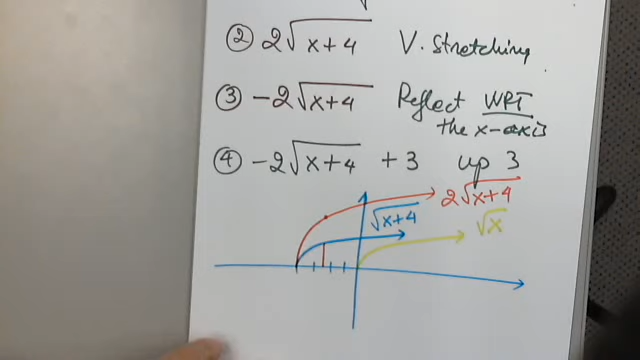 ② 2√(x+4) V. Stretching
③ -2√(x+4) Reflect WRT
the x-axis
④ -2√(x+4) +3 up 3
2√(x+4)
√(x+4)
√x